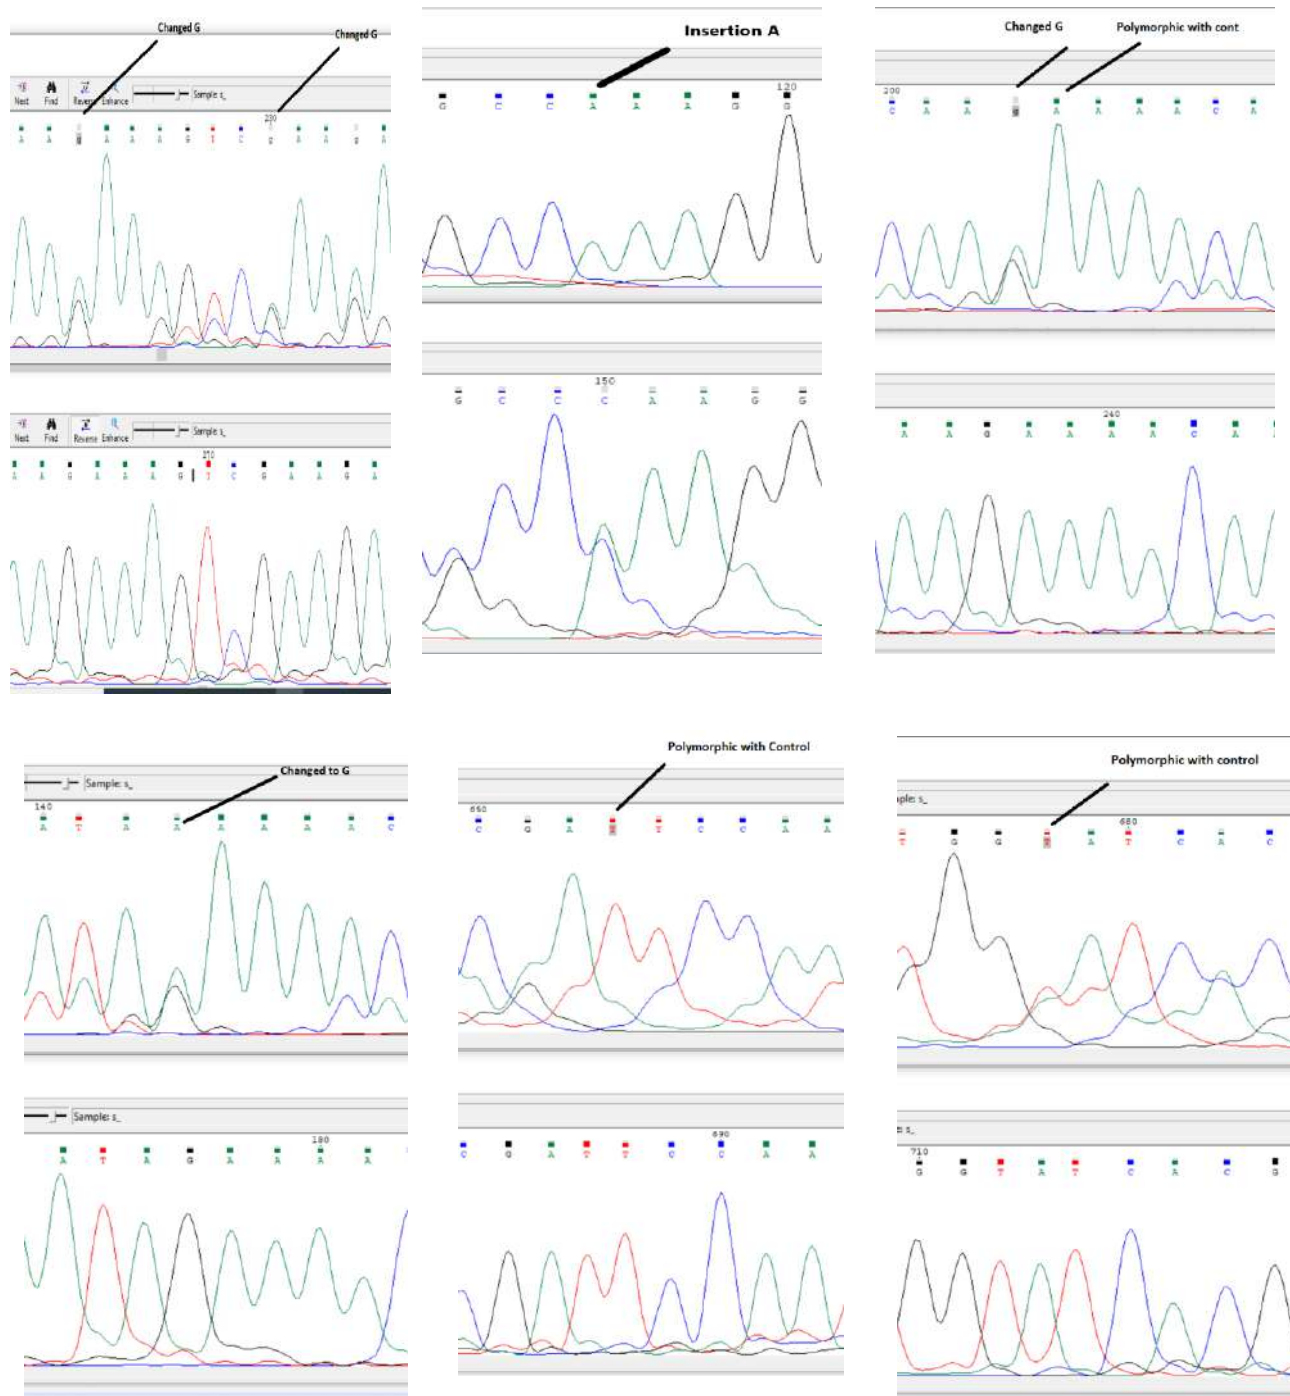 Changed G
Changed G
Next Find Reverse Enhance Sample: s_
230
A A g A A A G T C g A A g A
Next Find Reverse Enhance Sample: s_
270
A A G A A A G T C G A A G A
Insertion A
120
G C C A A A G G
150
G C C C A A G G
Changed G Polymorphic with cont
200
C A A g A A A A C A
240
A A G A A A A C A A
Changed to G
Sample: s_
140
A T A A A A A A C
Sample: s_
180
A T A G A A A A
Polymorphic with Control
650
C G A T T C C A A
690
C G A T T C C A A
Polymorphic with control
ple: s_
680
T G G T A T C A C
s_
710
G G T A T C A C G